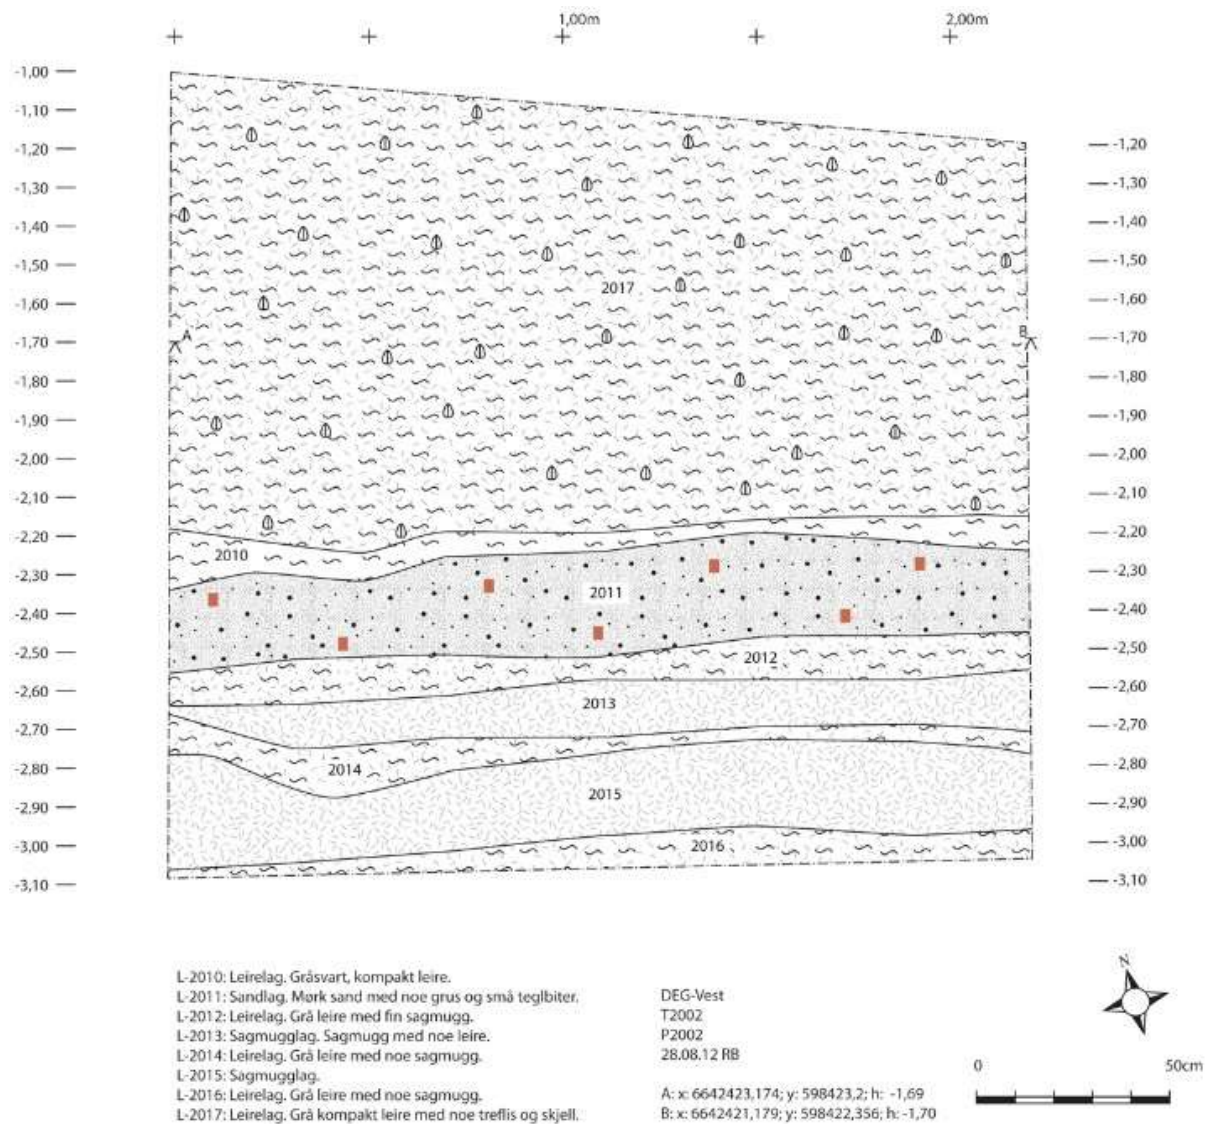 1,00m 2,00m
-1,00
-1,10
-1,20 -1,20
-1,30 -1,30
-1,40 -1,40
-1,50 -1,50
2017
-1,60 -1,60
-1,70 A B -1,70
-1,80 -1,80
-1,90 -1,90
-2,00 -2,00
-2,10 -2,10
-2,20 -2,20
2010
-2,30 -2,30
2011
-2,40 -2,40
-2,50 -2,50
2012
-2,60 -2,60
2013
-2,70 -2,70
2014
-2,80 -2,80
2015
-2,90 -2,90
-3,00 2016 -3,00
-3,10 -3,10
L-2010: Leirelag. Gråsvart, kompakt leire.
L-2011: Sandlag. Mørk sand med noe grus og små teglbiter.
L-2012: Leirelag. Grå leire med fin sagmugg.
L-2013: Sagmugglag. Sagmugg med noe leire.
L-2014: Leirelag. Grå leire med noe sagmugg.
L-2015: Sagmugglag.
L-2016: Leirelag. Grå leire med noe sagmugg.
L-2017: Leirelag. Grå kompakt leire med noe treflis og skjell.
DEG-Vest
T2002
P2002
28.08.12 RB
A: x: 6642423,174; y: 598423,2; h: -1,69
B: x: 6642421,179; y: 598422,356; h: -1,70
N
0 50cm